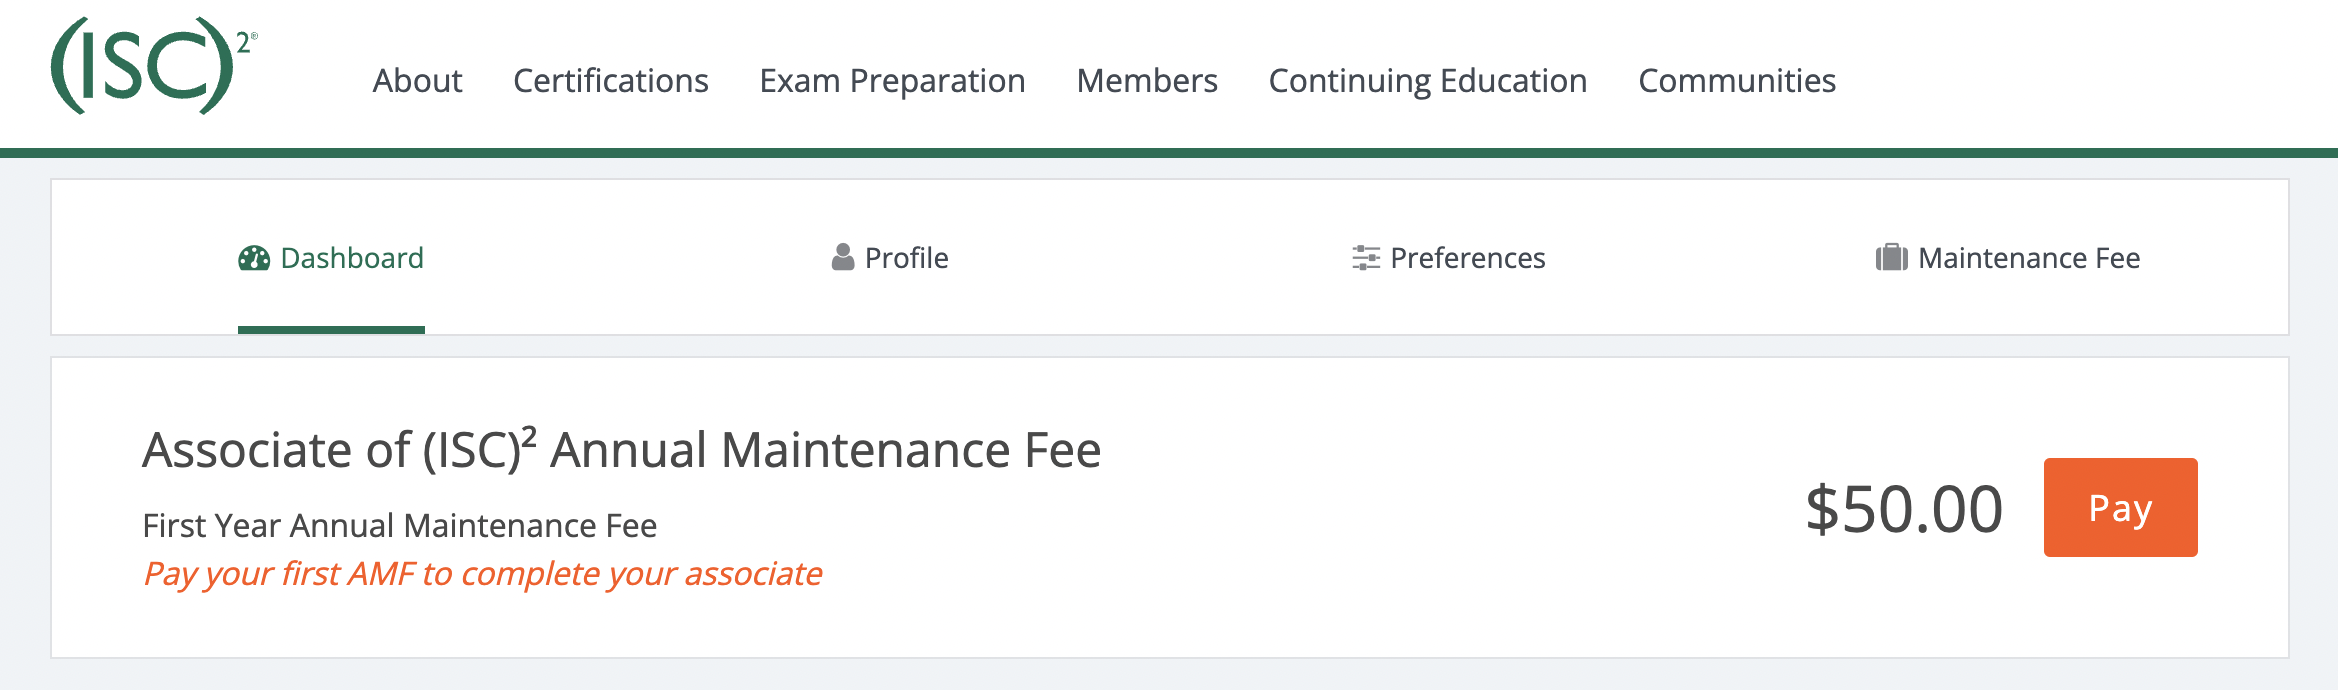 (ISC)²®
About Certifications Exam Preparation Members Continuing Education Communities
Dashboard Profile Preferences Maintenance Fee
Associate of (ISC)² Annual Maintenance Fee
First Year Annual Maintenance Fee
Pay your first AMF to complete your associate
$50.00 Pay